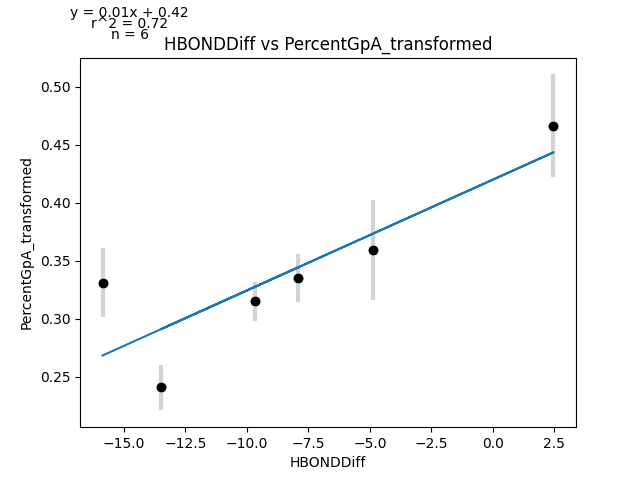 y = 0.01x + 0.42
r^2 = 0.72
n = 6
HBONDDiff vs PercentGpA_transformed
PercentGpA_transformed
0.50
0.45
0.40
0.35
0.30
0.25
−15.0 −12.5 −10.0 −7.5 −5.0 −2.5 0.0 2.5
HBONDDiff